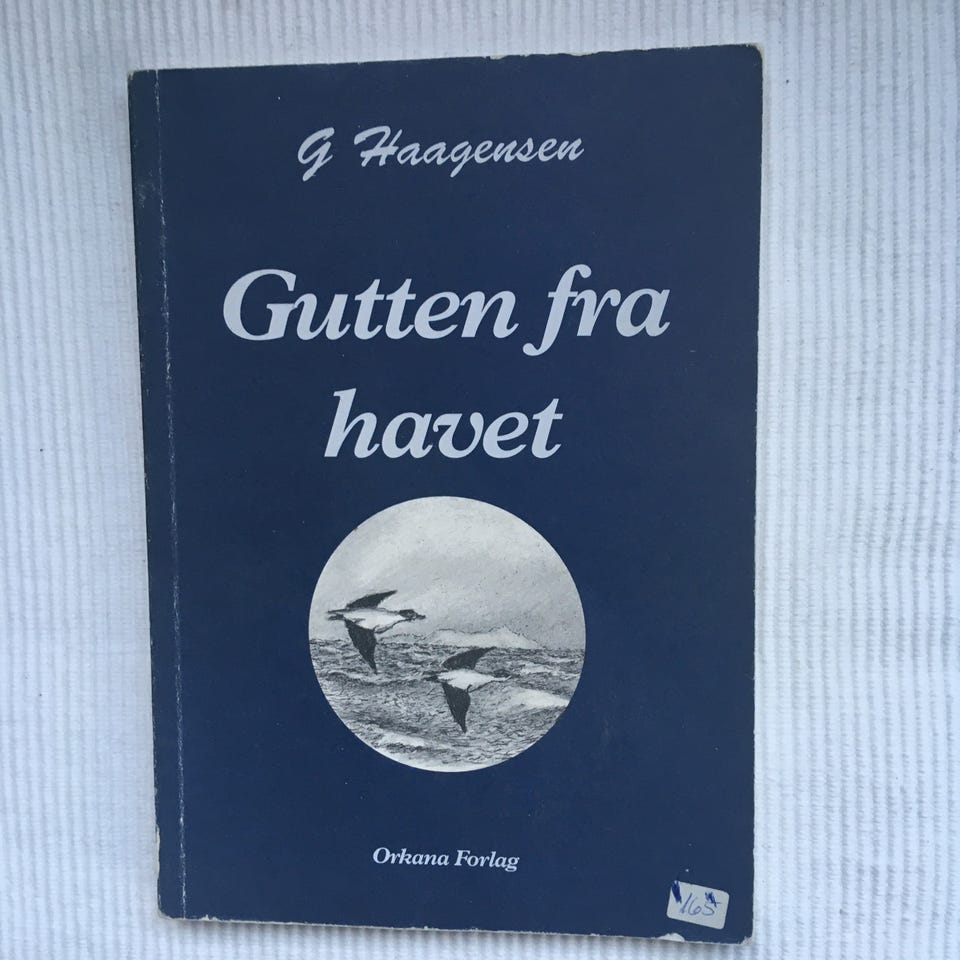 G Haagensen
Gutten fra
havet
Orkana Forlag
165